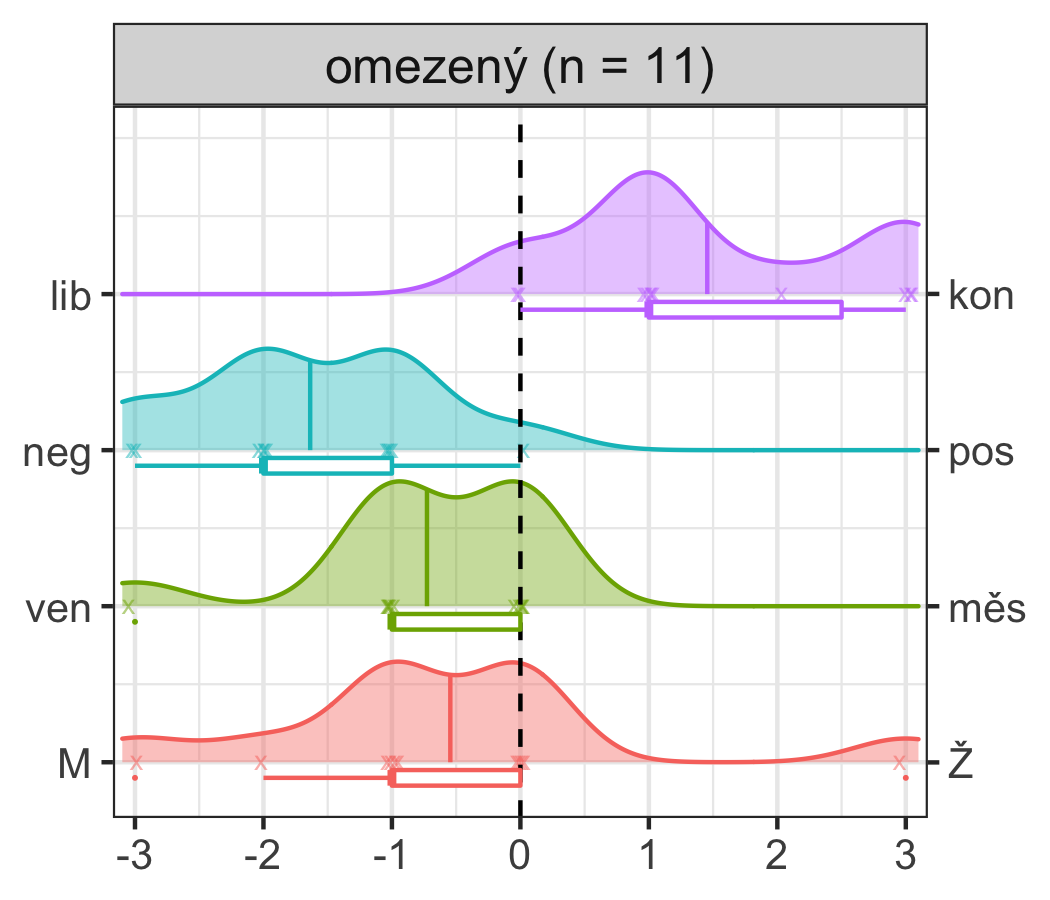 omezený (n = 11)
lib kon
neg pos
ven měs
M Ž
-3 -2 -1 0 1 2 3